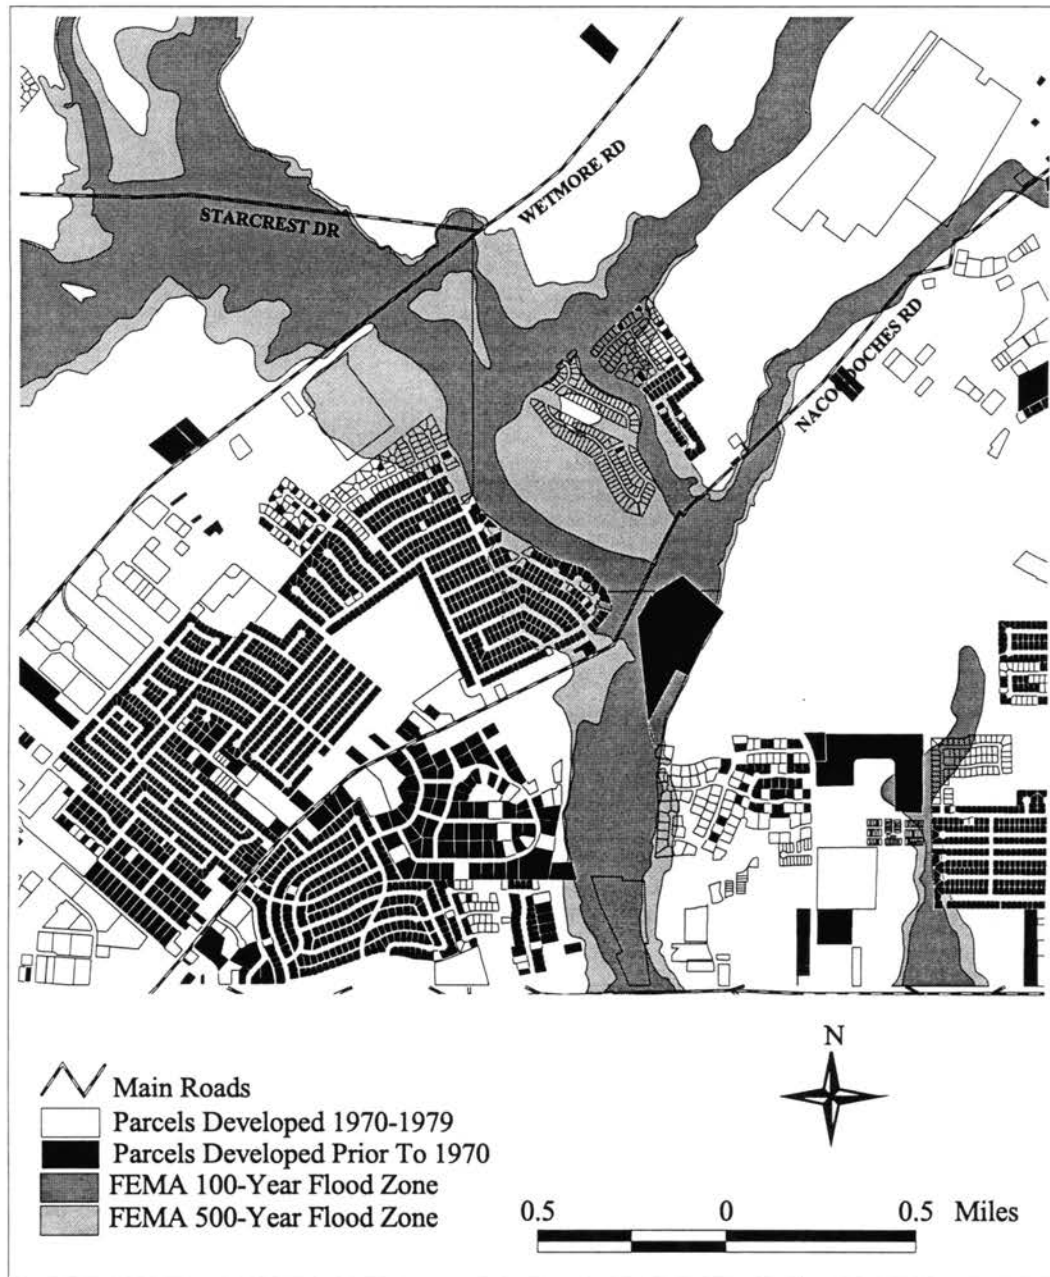 WETMORE RD
STARCREST DR
NACOGDOCHES RD
N
Main Roads
Parcels Developed 1970-1979
Parcels Developed Prior To 1970
FEMA 100-Year Flood Zone
FEMA 500-Year Flood Zone
0.5 0 0.5 Miles